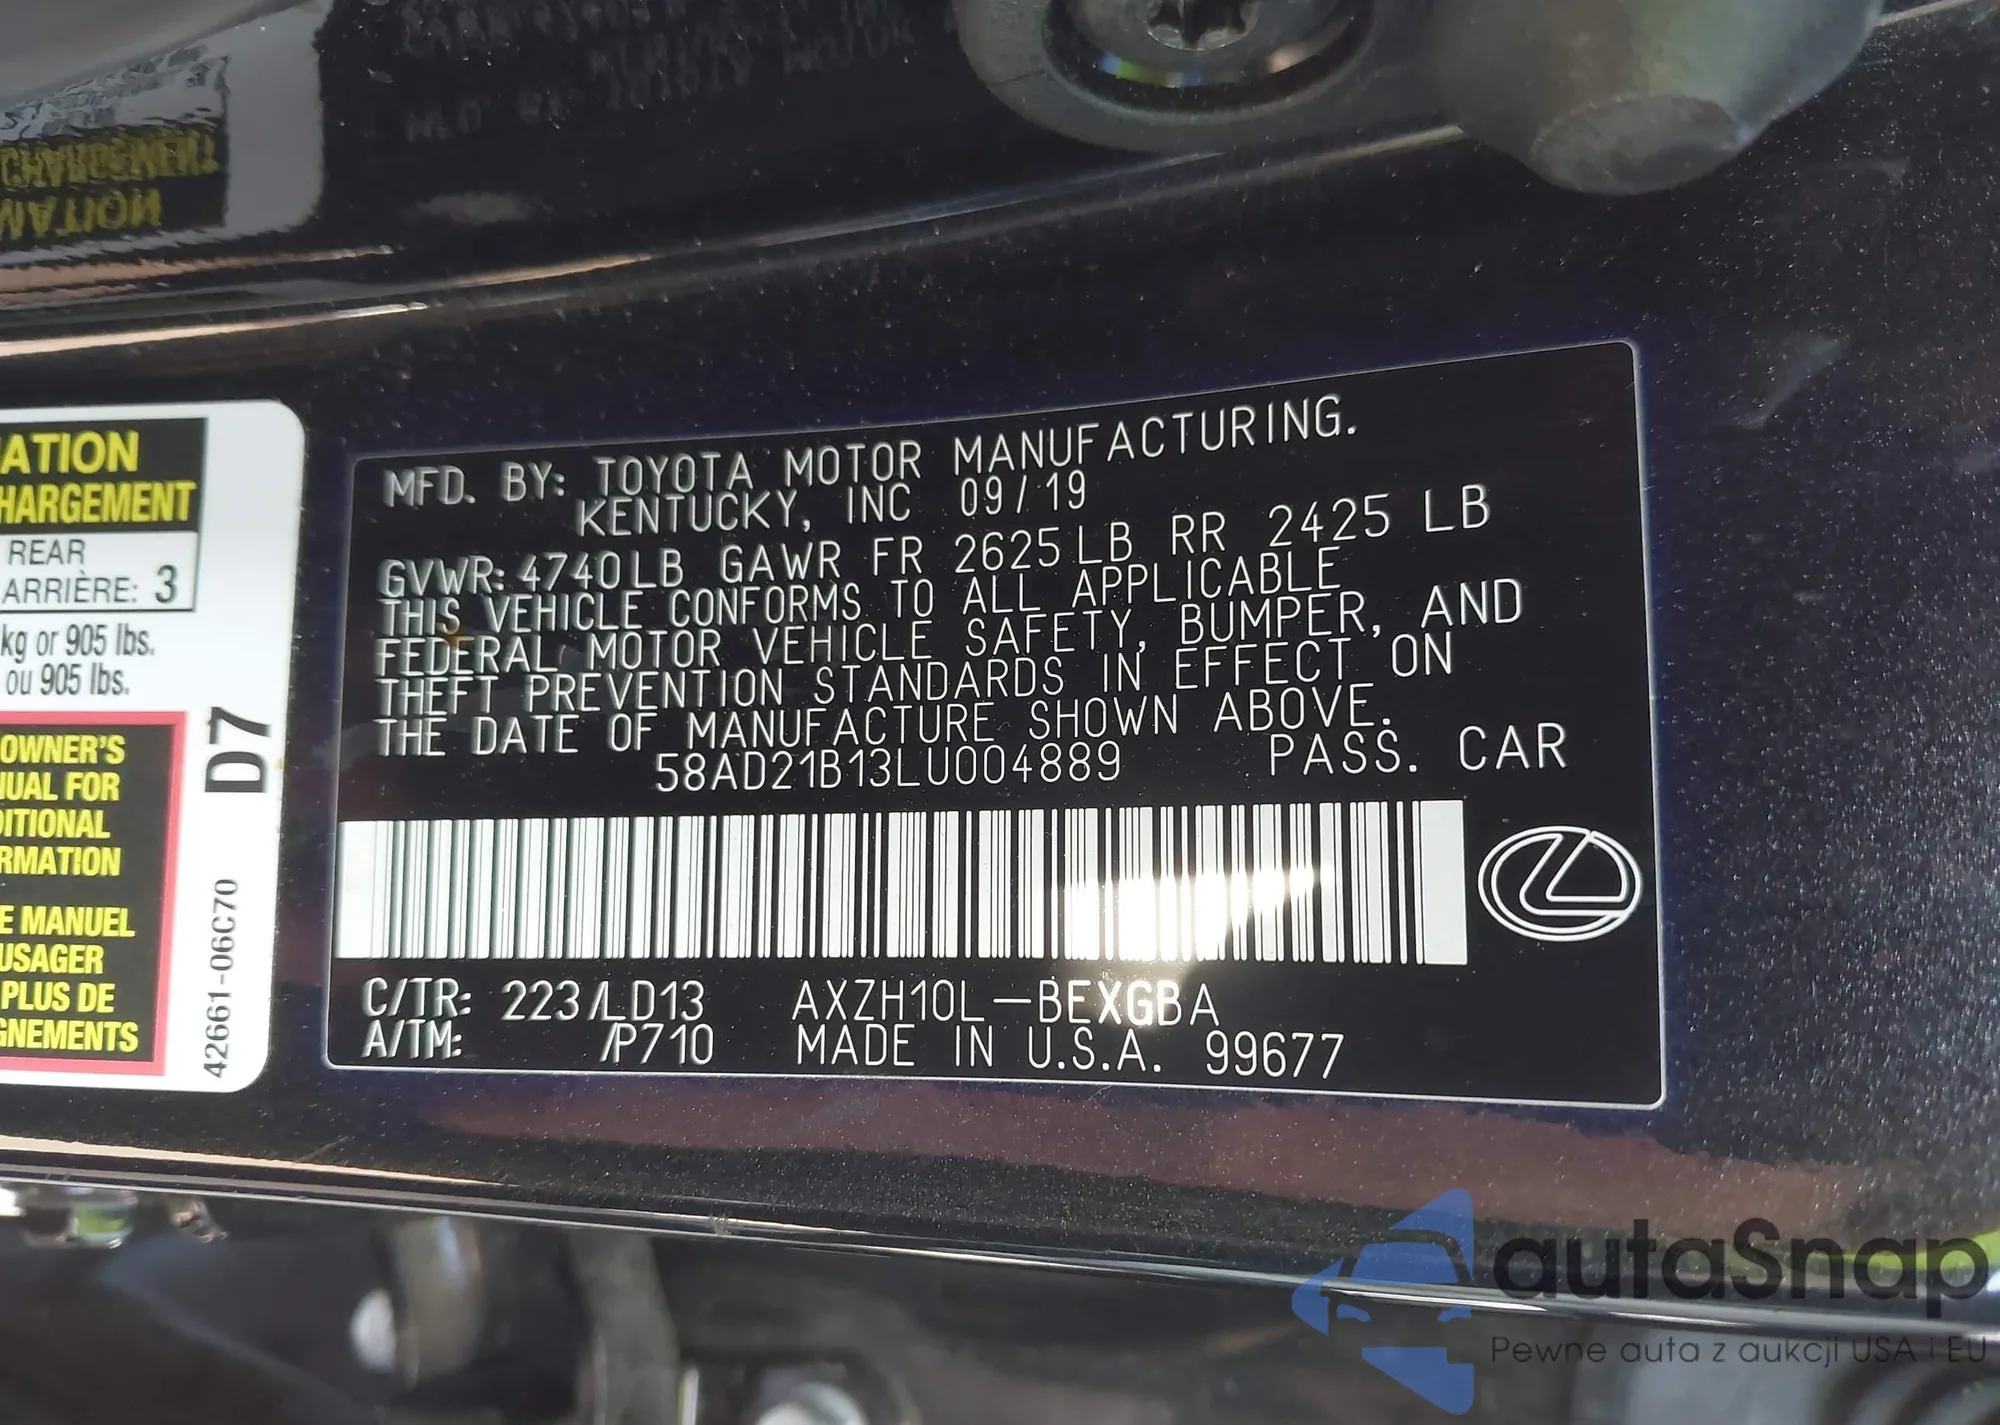 ATION
HARGEMENT
REAR
ARRIÈRE: 3
kg or 905 lbs.
ou 905 lbs.
OWNER'S
UAL FOR
ITIONAL
RMATION
E MANUEL
USAGER
PLUS DE
GNEMENTS
D7
42661-06C70
MFD. BY: TOYOTA MOTOR MANUFACTURING.
KENTUCKY, INC 09/19
GVWR: 4740LB GAWR FR 2625LB RR 2425 LB
THIS VEHICLE CONFORMS TO ALL APPLICABLE
FEDERAL MOTOR VEHICLE SAFETY, BUMPER, AND
THEFT PREVENTION STANDARDS IN EFFECT ON
THE DATE OF MANUFACTURE SHOWN ABOVE.
58AD21B13LU004889 PASS. CAR
C/TR: 223/LD13 AXZH10L-BEXGBA
A/TM: /P710 MADE IN U.S.A. 99677
autaSnap
Pewne auta z aukcji USA i EU